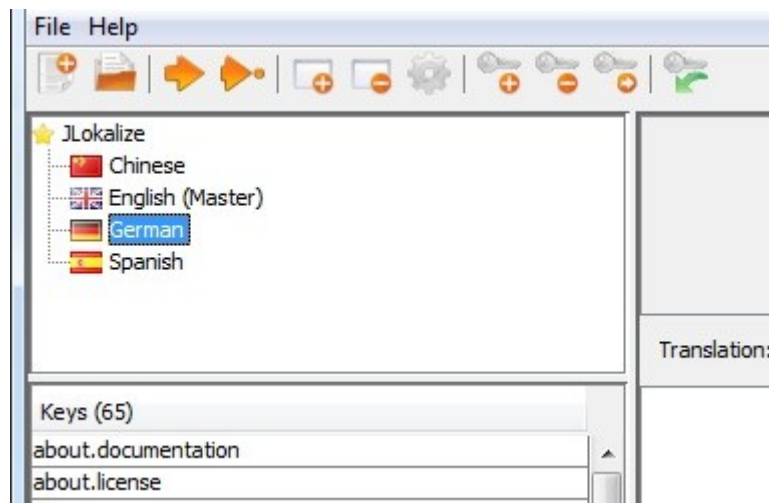 File Help
JLokalize
Chinese
English (Master)
German
Spanish
Translation:
Keys (65)
about.documentation
about.license